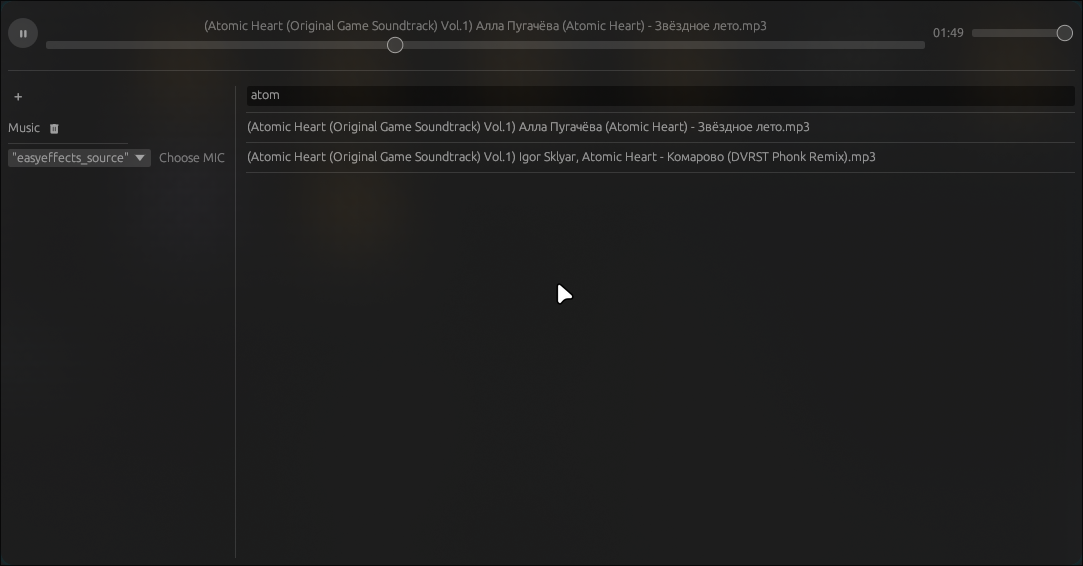 (Atomic Heart (Original Game Soundtrack) Vol.1) Алла Пугачёва (Atomic Heart) - Звёздное лето.mp3
01:49
+
atom
Music
(Atomic Heart (Original Game Soundtrack) Vol.1) Алла Пугачёва (Atomic Heart) - Звёздное лето.mp3
"easyeffects_source" Choose MIC
(Atomic Heart (Original Game Soundtrack) Vol.1) Igor Sklyar, Atomic Heart - Комарово (DVRST Phonk Remix).mp3